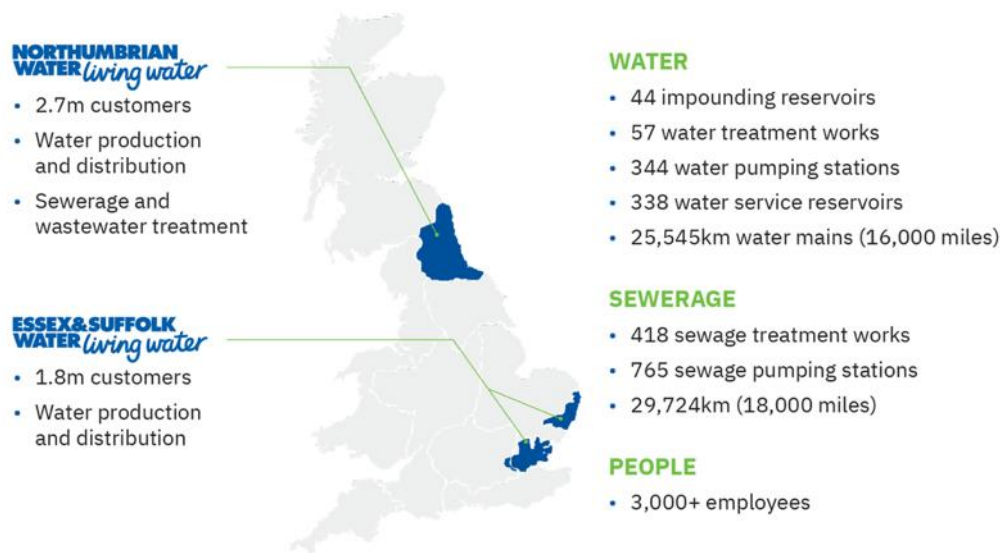 NORTHUMBRIAN
WATER living water
• 2.7m customers
• Water production
and distribution
• Sewerage and
wastewater treatment
ESSEX&SUFFOLK
WATER living water
• 1.8m customers
• Water production
and distribution
WATER
• 44 impounding reservoirs
• 57 water treatment works
• 344 water pumping stations
• 338 water service reservoirs
• 25,545km water mains (16,000 miles)
SEWERAGE
• 418 sewage treatment works
• 765 sewage pumping stations
• 29,724km (18,000 miles)
PEOPLE
• 3,000+ employees